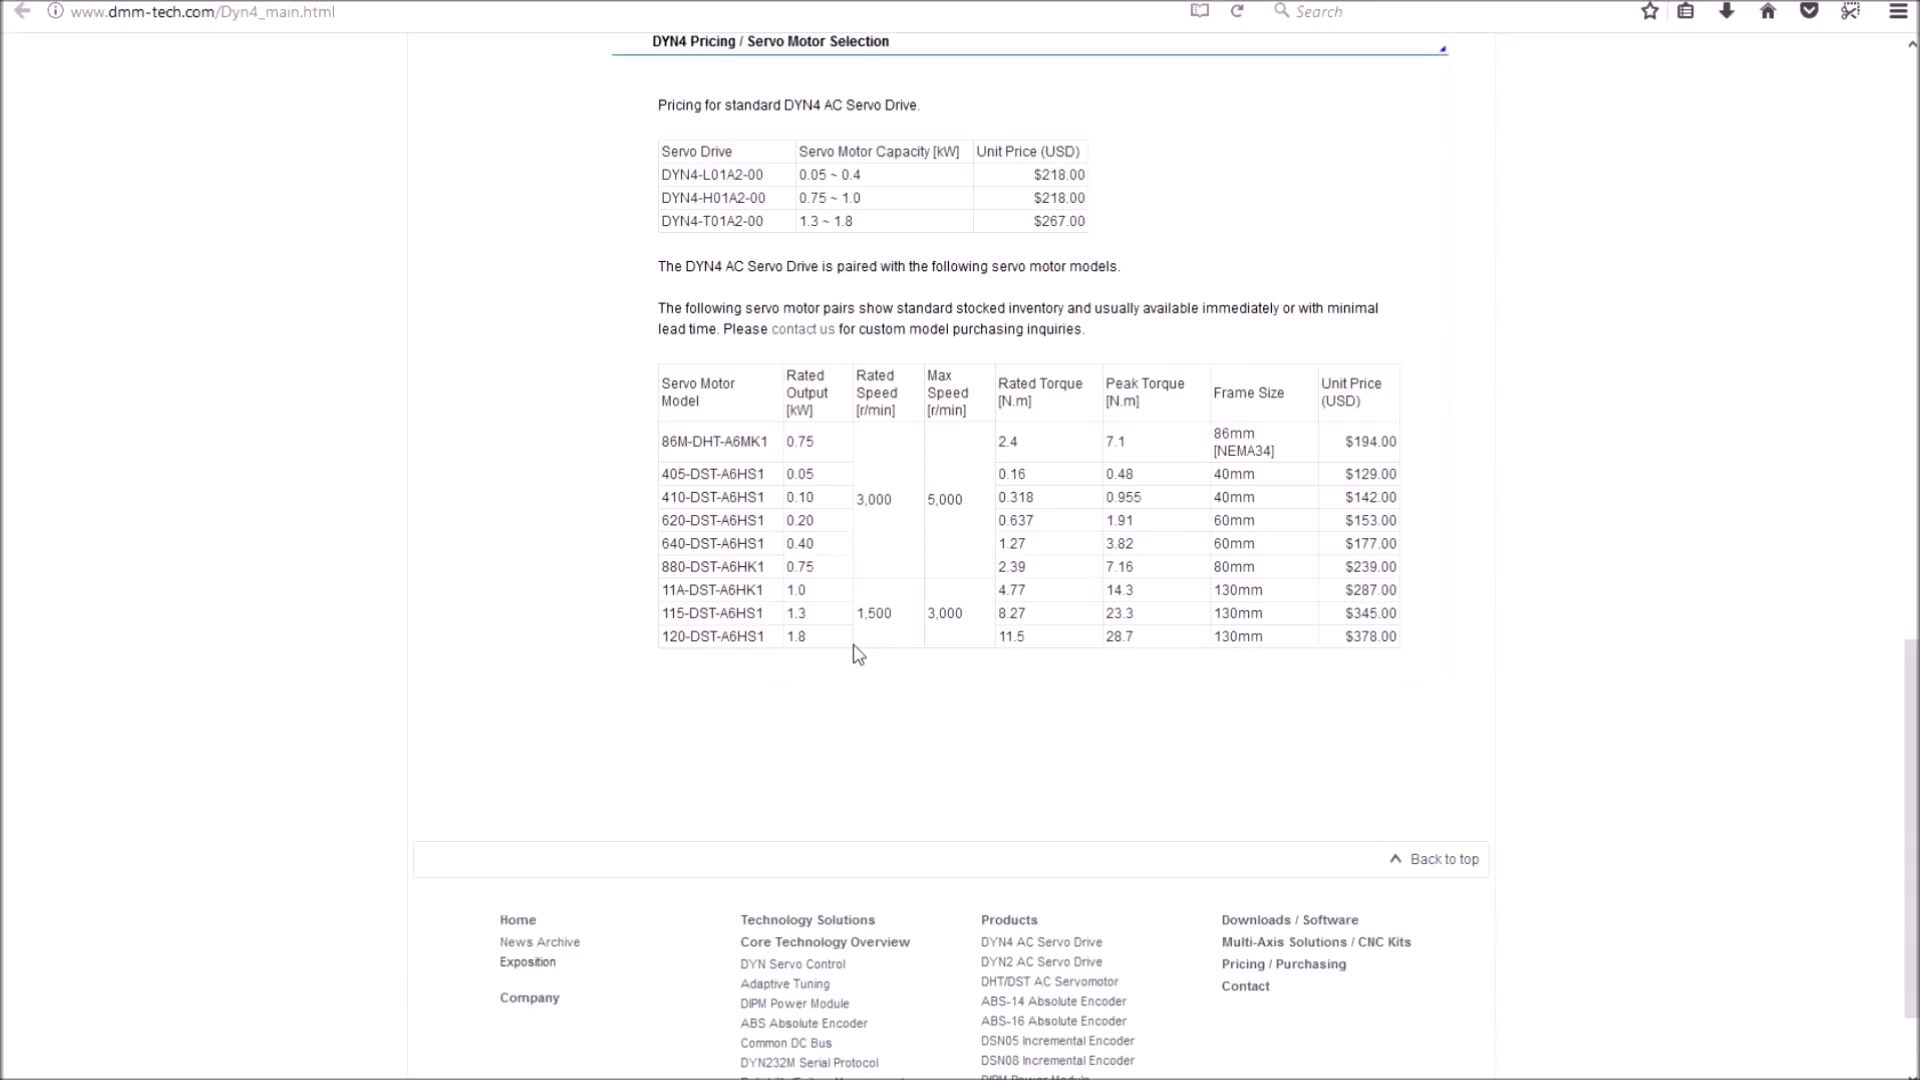 www.dmm-tech.com/Dyn4_main.html
Search
DYN4 Pricing / Servo Motor Selection
Pricing for standard DYN4 AC Servo Drive.
Servo Drive Servo Motor Capacity [kW] Unit Price (USD)
DYN4-L01A2-00 0.05 ~ 0.4 $218.00
DYN4-H01A2-00 0.75 ~ 1.0 $218.00
DYN4-T01A2-00 1.3 ~ 1.8 $267.00
The DYN4 AC Servo Drive is paired with the following servo motor models.
The following servo motor pairs show standard stocked inventory and usually available immediately or with minimal
lead time. Please contact us for custom model purchasing inquiries.
Servo Motor Model Rated Output [kW] Rated Speed [r/min] Max Speed [r/min] Rated Torque [N.m] Peak Torque [N.m] Frame Size Unit Price (USD)
86M-DHT-A6MK1 0.75 2.4 7.1 86mm [NEMA34] $194.00
405-DST-A6HS1 0.05 0.16 0.48 40mm $129.00
410-DST-A6HS1 0.10 3,000 5,000 0.318 0.955 40mm $142.00
620-DST-A6HS1 0.20 0.637 1.91 60mm $153.00
640-DST-A6HS1 0.40 1.27 3.82 60mm $177.00
880-DST-A6HK1 0.75 2.39 7.16 80mm $239.00
11A-DST-A6HK1 1.0 4.77 14.3 130mm $287.00
115-DST-A6HS1 1.3 1,500 3,000 8.27 23.3 130mm $345.00
120-DST-A6HS1 1.8 11.5 28.7 130mm $378.00
Back to top
Home
News Archive
Exposition
Company
Technology Solutions
Core Technology Overview
DYN Servo Control
Adaptive Tuning
DIPM Power Module
ABS Absolute Encoder
Common DC Bus
DYN232M Serial Protocol
Products
DYN4 AC Servo Drive
DYN2 AC Servo Drive
DHT/DST AC Servomotor
ABS-14 Absolute Encoder
ABS-16 Absolute Encoder
DSN05 Incremental Encoder
DSN08 Incremental Encoder
DIPM Power Module
Downloads / Software
Multi-Axis Solutions / CNC Kits
Pricing / Purchasing
Contact